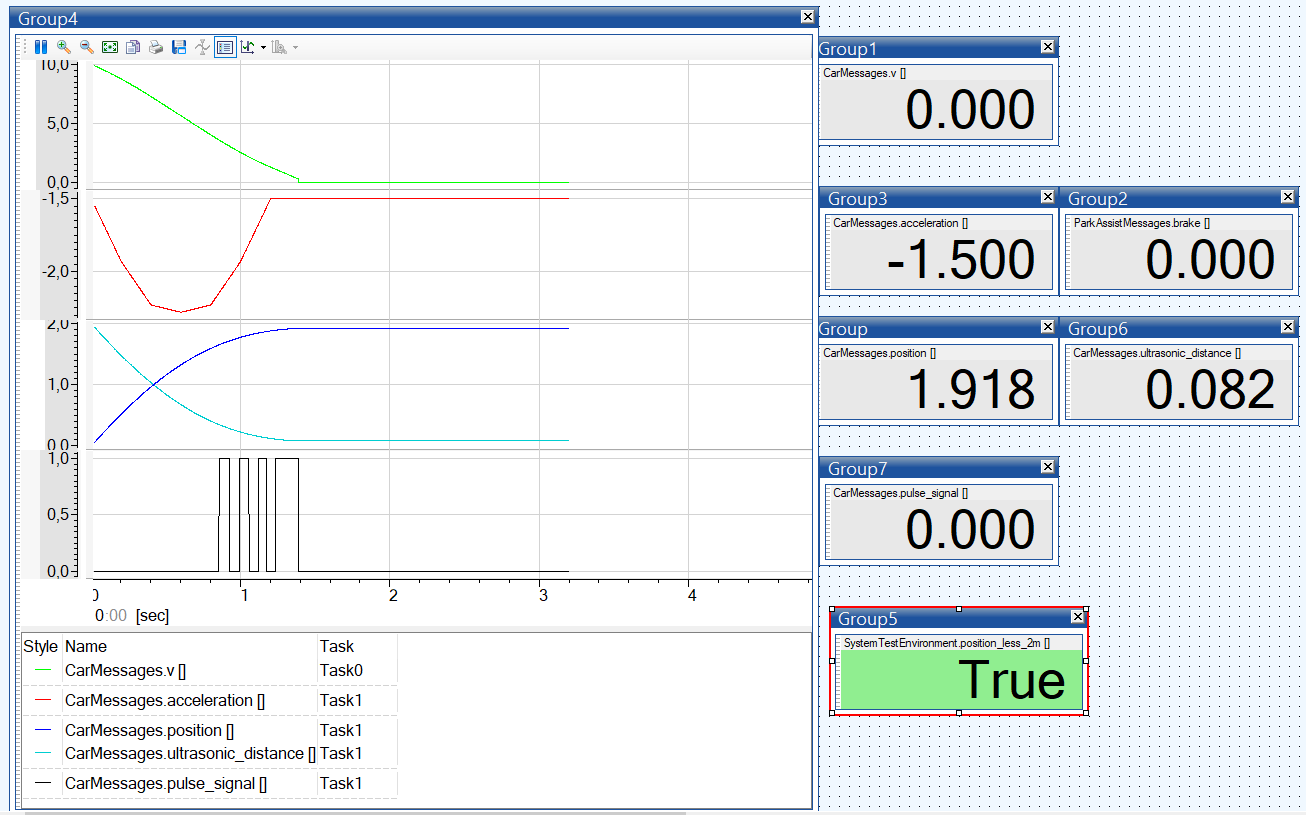 Group4
10,0
5,0
0,0
-1,5
-2,0
2,0
1,0
0,0
1,0
0,5
0,0
0 1 2 3 4
0:00 [sec]
Style Name Task
CarMessages.v [] Task0
CarMessages.acceleration [] Task1
CarMessages.position [] Task1
CarMessages.ultrasonic_distance [] Task1
CarMessages.pulse_signal [] Task1
Group1
CarMessages.v []
0.000
Group3
CarMessages.acceleration []
-1.500
Group2
ParkAssistMessages.brake []
0.000
Group
CarMessages.position []
1.918
Group6
CarMessages.ultrasonic_distance []
0.082
Group7
CarMessages.pulse_signal []
0.000
Group5
SystemTestEnvironment.position_less_2m []
True